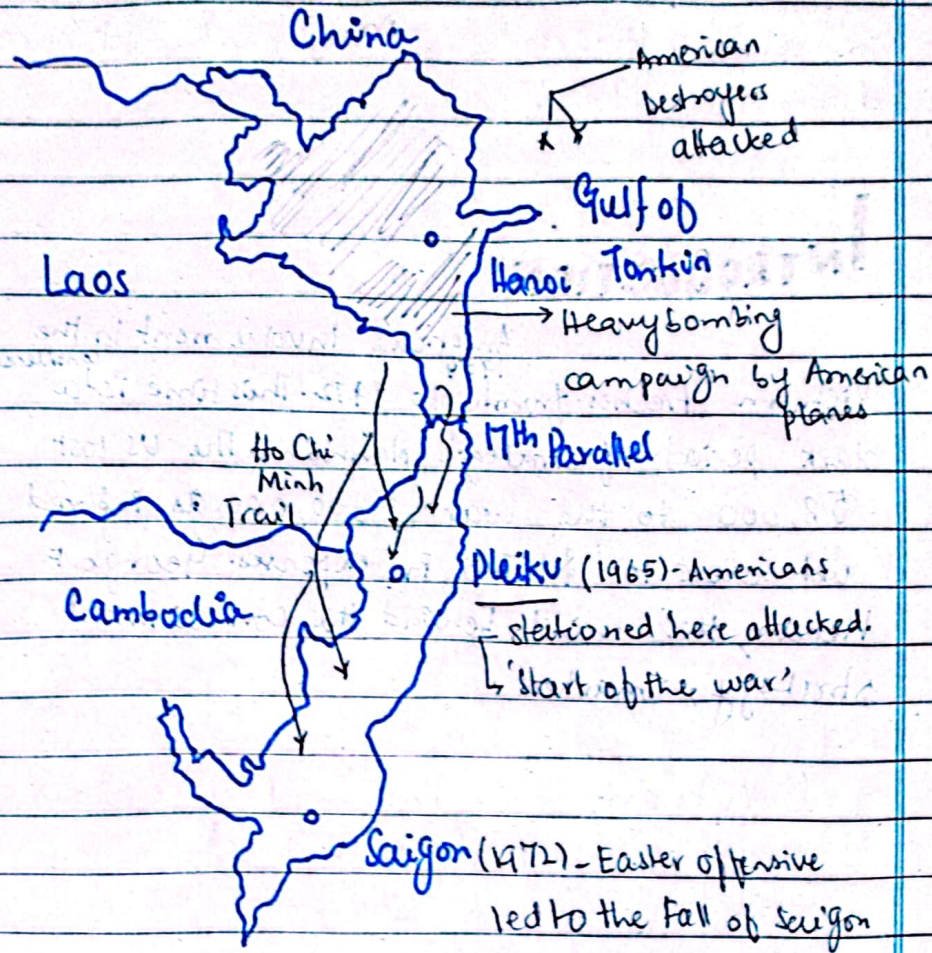 China
American
Destroyers
attacked
Gulf of
Tonkin
Hanoi
Laos
Heavy bombing
campaign by American
planes
17th Parallel
Ho Chi
Minh
Trail
Pleiku (1965) - Americans
stationed here attacked.
'start of the war'
Cambodia
Saigon (1972) - Easter offensive
led to the Fall of Saigon